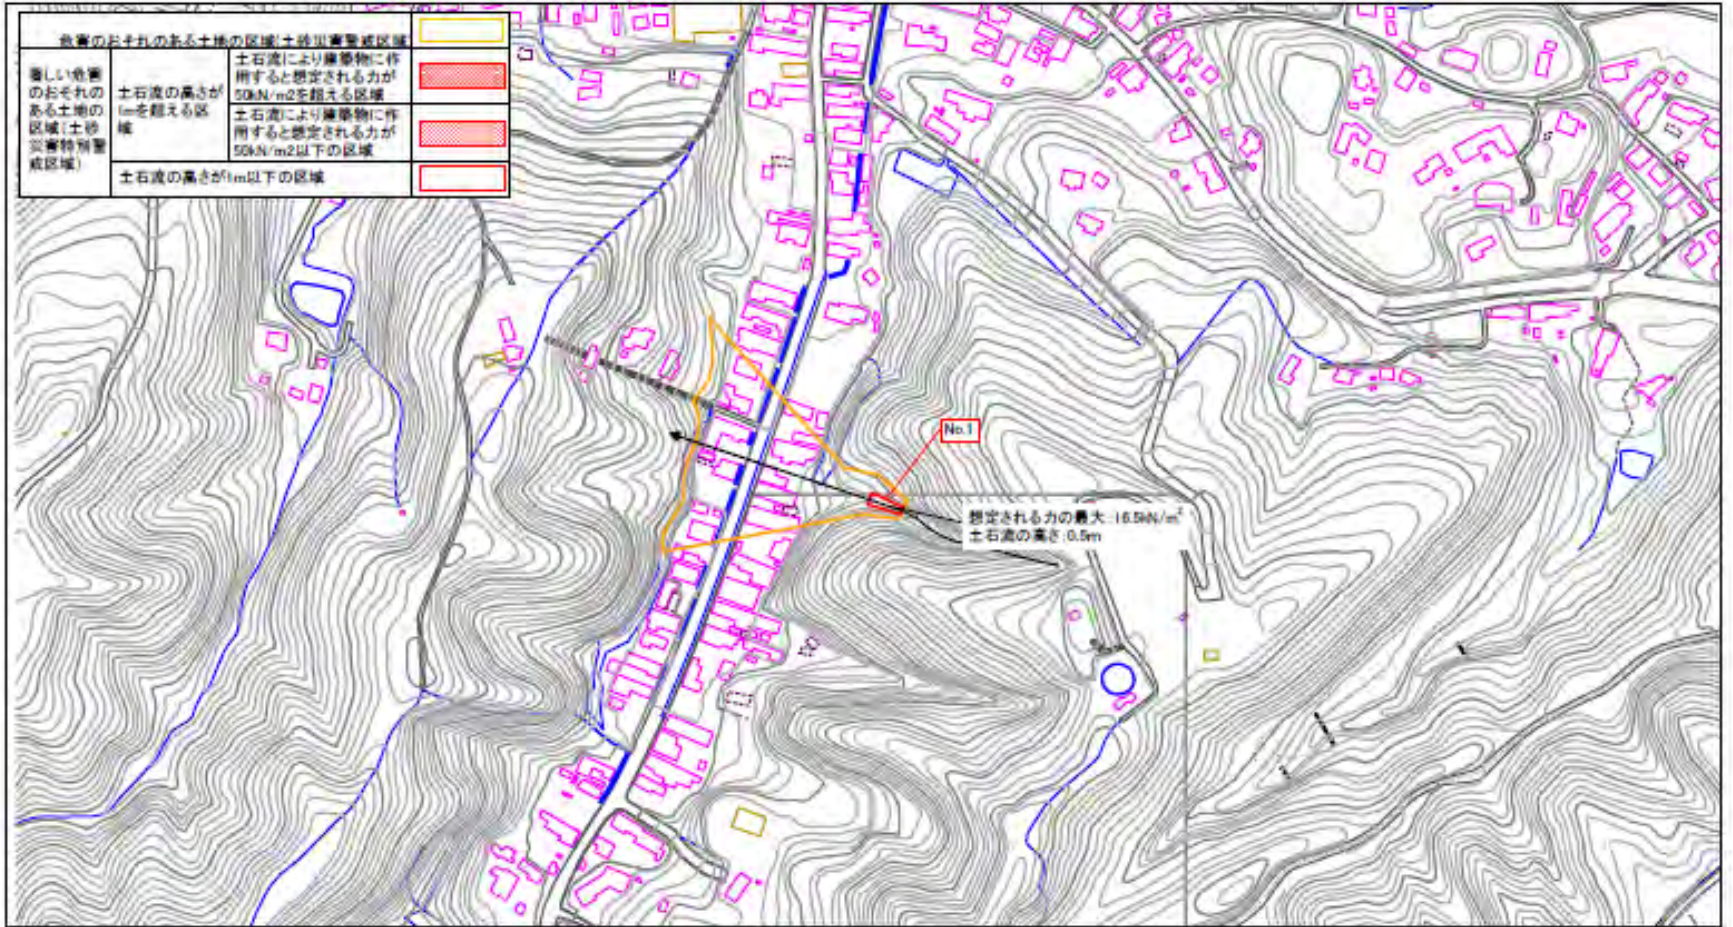 危害のおそれのある土地の区域(土砂災害警戒区域)
著しい危害
のおそれの
ある土地の
区域(土砂
災害特別警
戒区域)
土石流の高さが
1mを超える区
域
土石流により建築物に作
用すると想定される力が
50kN/m2を超える区域
土石流により建築物に作
用すると想定される力が
50kN/m2以下の区域
土石流の高さが1m以下の区域
No.1
想定される力の最大:16.5kN/m²
土石流の高さ:0.5m